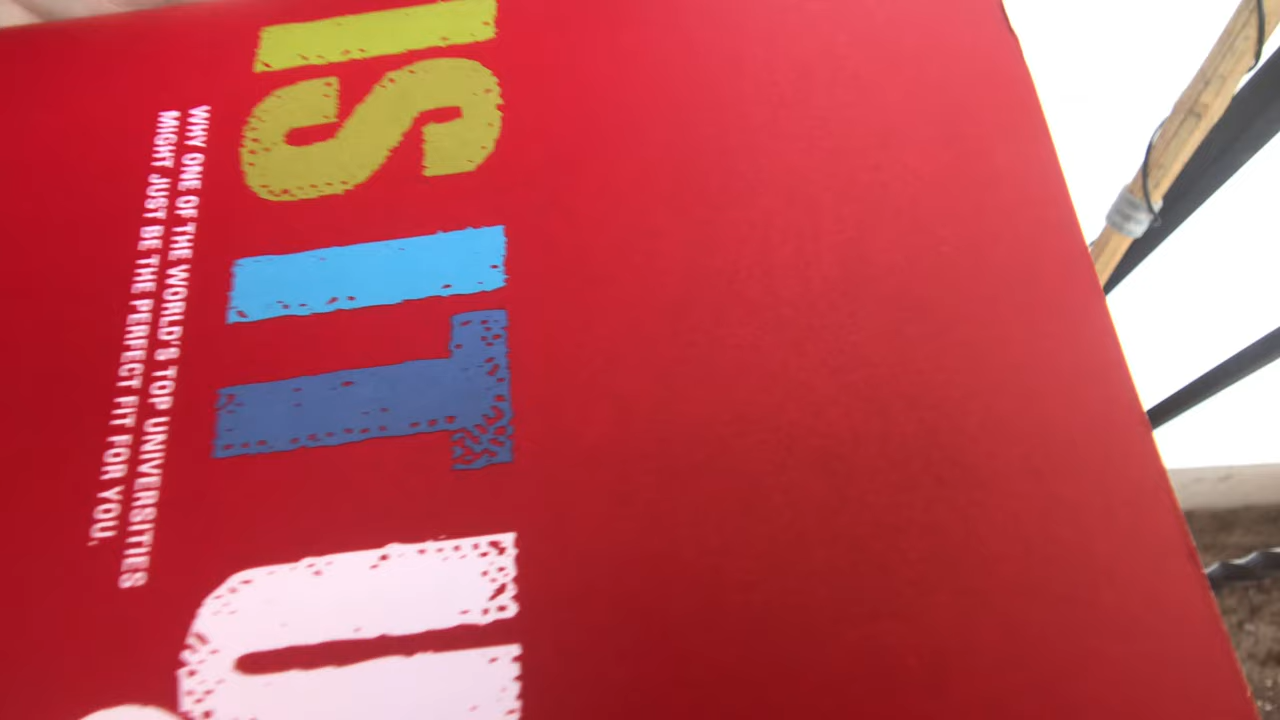 IS IT U
WHY ONE OF THE WORLD'S TOP UNIVERSITIES
MIGHT JUST BE THE PERFECT FIT FOR YOU.